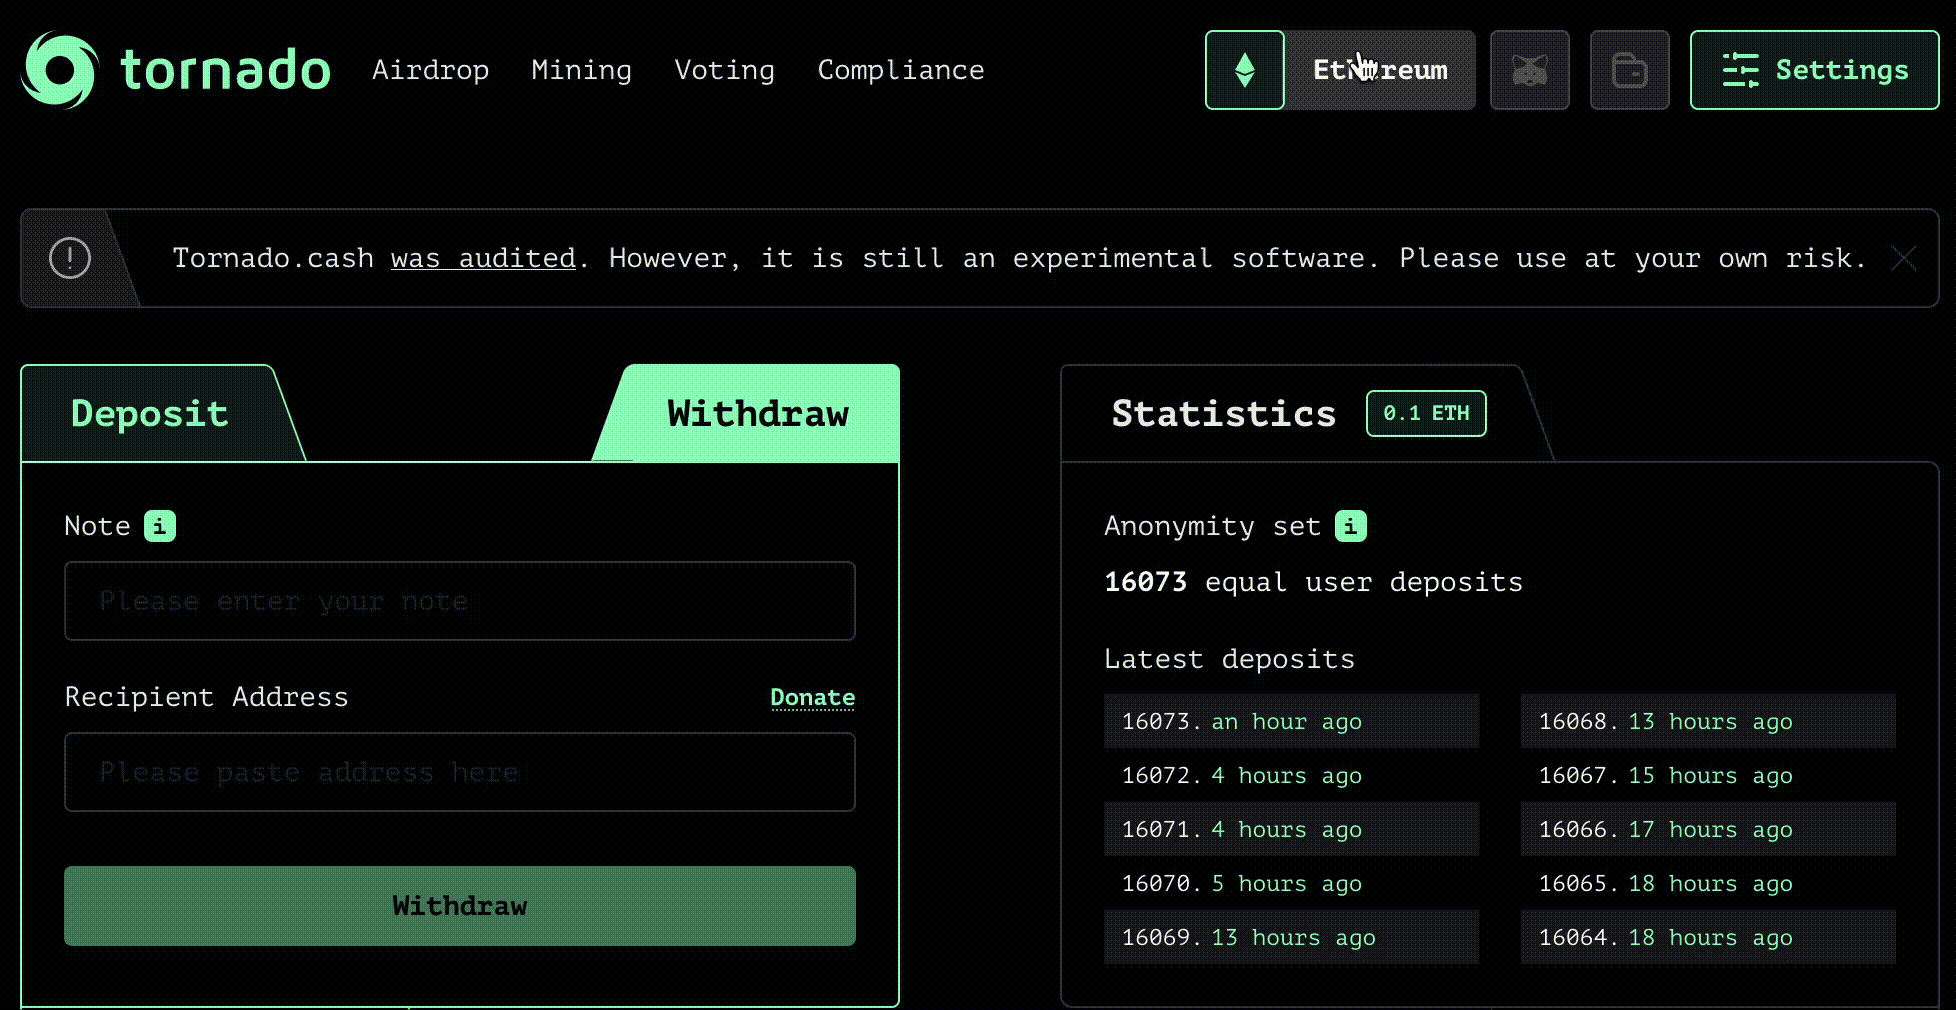 tornado Airdrop Mining Voting Compliance Ethereum Settings
Tornado.cash was audited. However, it is still an experimental software. Please use at your own risk.
Deposit Withdraw
Note i
Please enter your note
Recipient Address Donate
Please paste address here
Withdraw
Statistics 0.1 ETH
Anonymity set i
16073 equal user deposits
Latest deposits
16073. an hour ago
16072. 4 hours ago
16071. 4 hours ago
16070. 5 hours ago
16069. 13 hours ago
16068. 13 hours ago
16067. 15 hours ago
16066. 17 hours ago
16065. 18 hours ago
16064. 18 hours ago